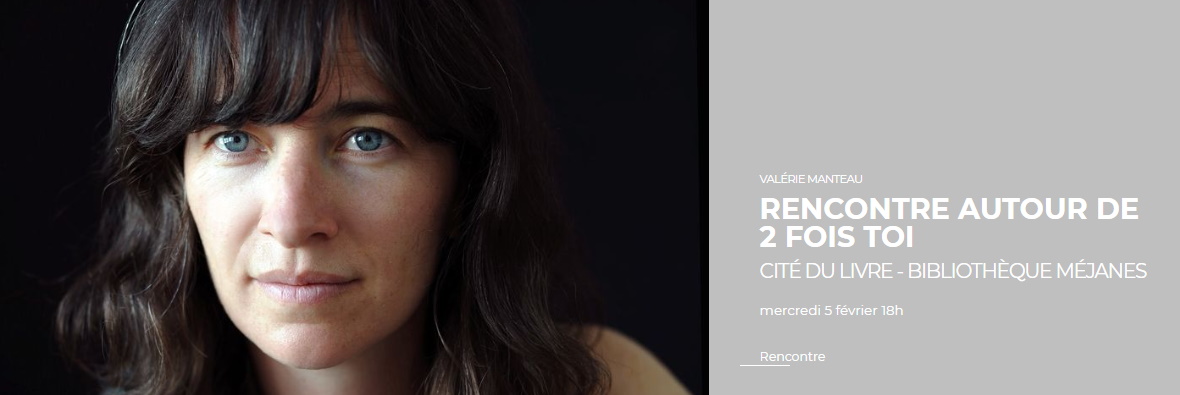 VALÉRIE MANTEAU
RENCONTRE AUTOUR DE
2 FOIS TOI
CITÉ DU LIVRE - BIBLIOTHÈQUE MÉJANES
mercredi 5 février 18h
Rencontre